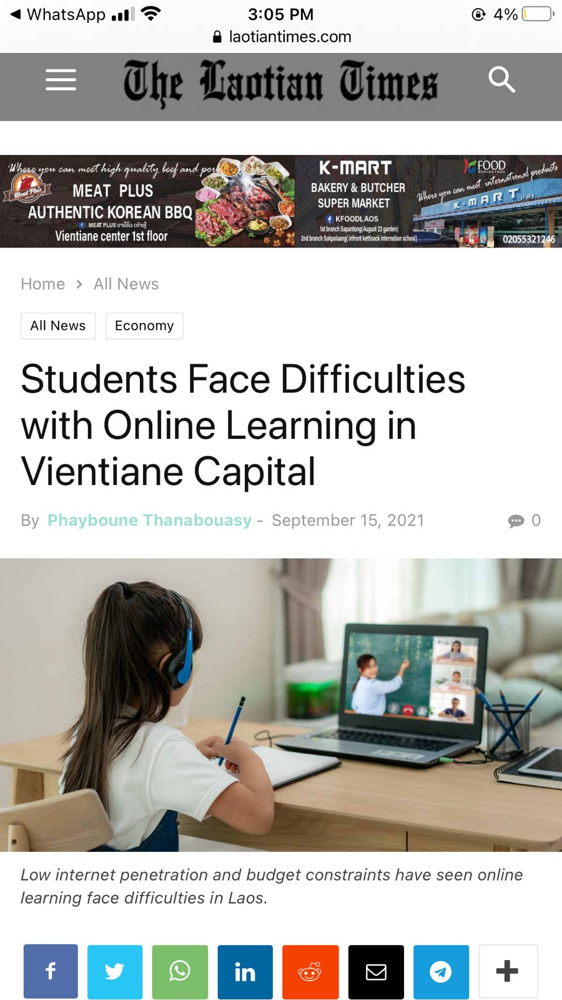 WhatsApp 3:05 PM 4%
laotiantimes.com
The Laotian Times
Where you can meet high quality beef and pork
Meat Plus
MEAT PLUS
AUTHENTIC KOREAN BBQ
MEAT PLUS
Vientiane center 1st floor
K-MART
BAKERY & BUTCHER
SUPER MARKET
KFOODLAOS
1st branch Sapantong(August 23 garden)
2nd branch Sokpaluang( infront kettisack internation school)
K FOOD
KOREAN FOOD
Where you can meet international products
K-MART
02055321246
Home > All News
All News Economy
Students Face Difficulties
with Online Learning in
Vientiane Capital
By Phayboune Thanabouasy - September 15, 2021 0
Low internet penetration and budget constraints have seen online
learning face difficulties in Laos.